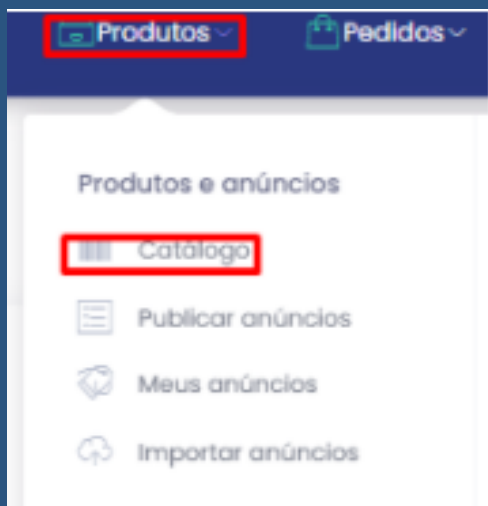 Produtos Pedidos
Produtos e anúncios
Catálogo
Publicar anúncios
Meus anúncios
Importar anúncios